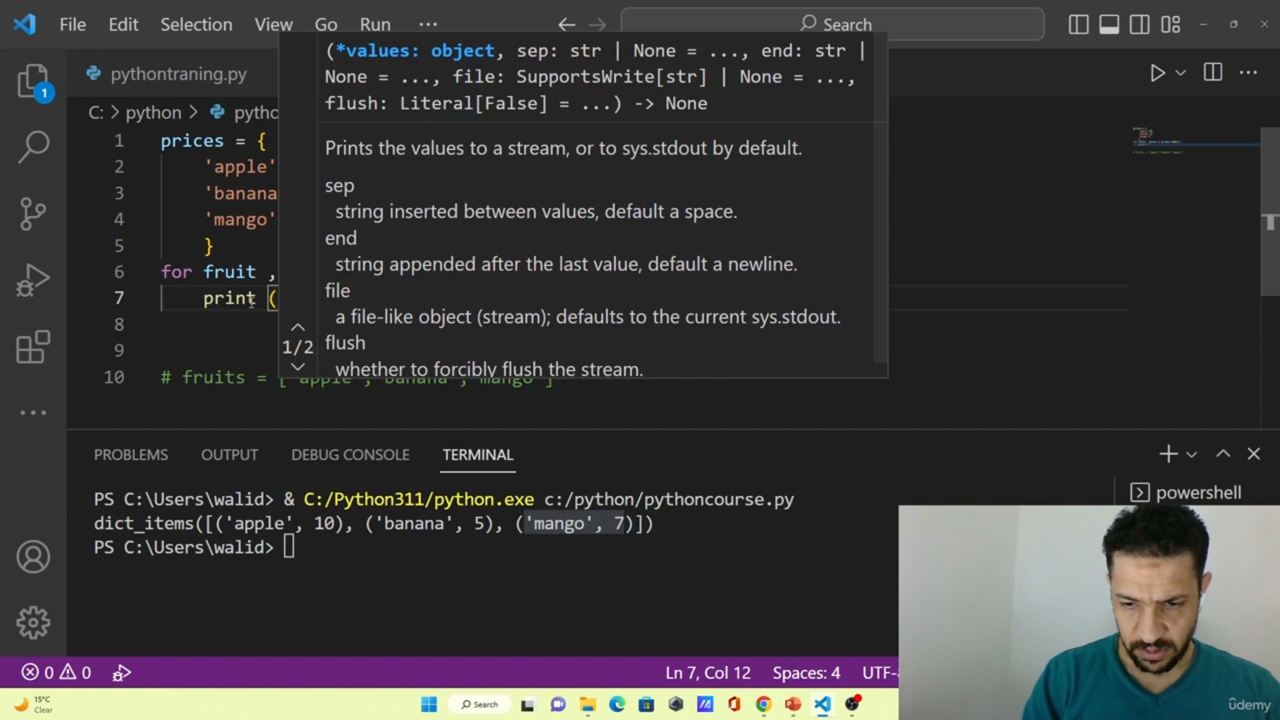 File Edit Selection View Go Run ··· Search
(*values: object, sep: str | None = ..., end: str |
None = ..., file: SupportsWrite[str] | None = ...,
flush: Literal[False] = ...) -> None
pythontraning.py
C: > python > pytho
Prints the values to a stream, or to sys.stdout by default.
sep
string inserted between values, default a space.
end
string appended after the last value, default a newline.
file
a file-like object (stream); defaults to the current sys.stdout.
flush
whether to forcibly flush the stream.
1/2
1 prices = {
2 'apple'
3 'banana
4 'mango'
5 }
6 for fruit ,
7 print (
8
9
10 # fruits = ['apple','banana','mango']
1
PROBLEMS OUTPUT DEBUG CONSOLE TERMINAL
powershell
PS C:\Users\walid> & C:/Python311/python.exe c:/python/pythoncourse.py
dict_items([('apple', 10), ('banana', 5), ('mango', 7)])
PS C:\Users\walid>
0 0 Ln 7, Col 12 Spaces: 4 UTF-8
15°C
Clear
Search
ûdemy